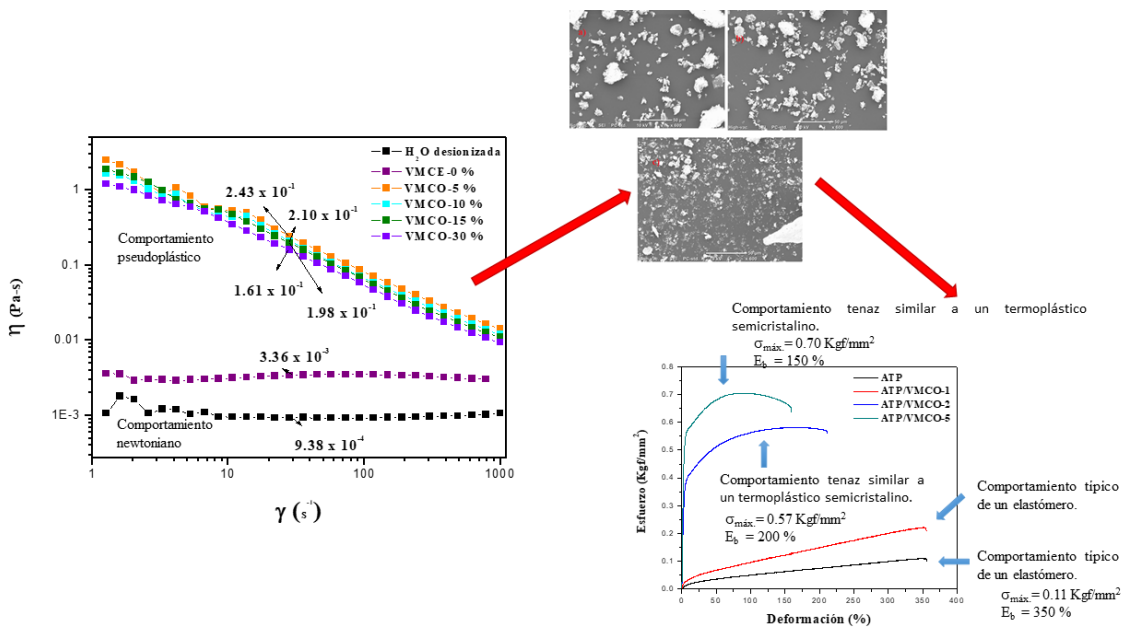 H₂O desionizada
VMCE-0 %
VMCO-5 %
VMCO-10 %
VMCO-15 %
VMCO-30 %
2.43 x 10⁻¹
2.10 x 10⁻¹
Comportamiento
pseudoplástico
1.61 x 10⁻¹
1.98 x 10⁻¹
3.36 x 10⁻³
Comportamiento
newtoniano
9.38 x 10⁻⁴
1
0.1
0.01
1E-3
η (Pa-s)
1
10
100
1000
γ (s⁻¹)
Comportamiento tenaz similar a un termoplástico
semicristalino.
σmáx.= 0.70 Kgf/mm²
Eb = 150 %
ATP
ATP/VMCO-1
ATP/VMCO-2
ATP/VMCO-5
Comportamiento tenaz similar a
un termoplástico semicristalino.
σmáx.= 0.57 Kgf/mm²
Eb = 200 %
Comportamiento típico
de un elastómero.
Comportamiento típico
de un elastómero.
σmáx.= 0.11 Kgf/mm²
Eb = 350 %
0.8
0.7
0.6
0.5
0.4
0.3
0.2
0.1
0.0
Esfuerzo (Kgf/mm²)
0
50
100
150
200
250
300
350
400
Deformación (%)